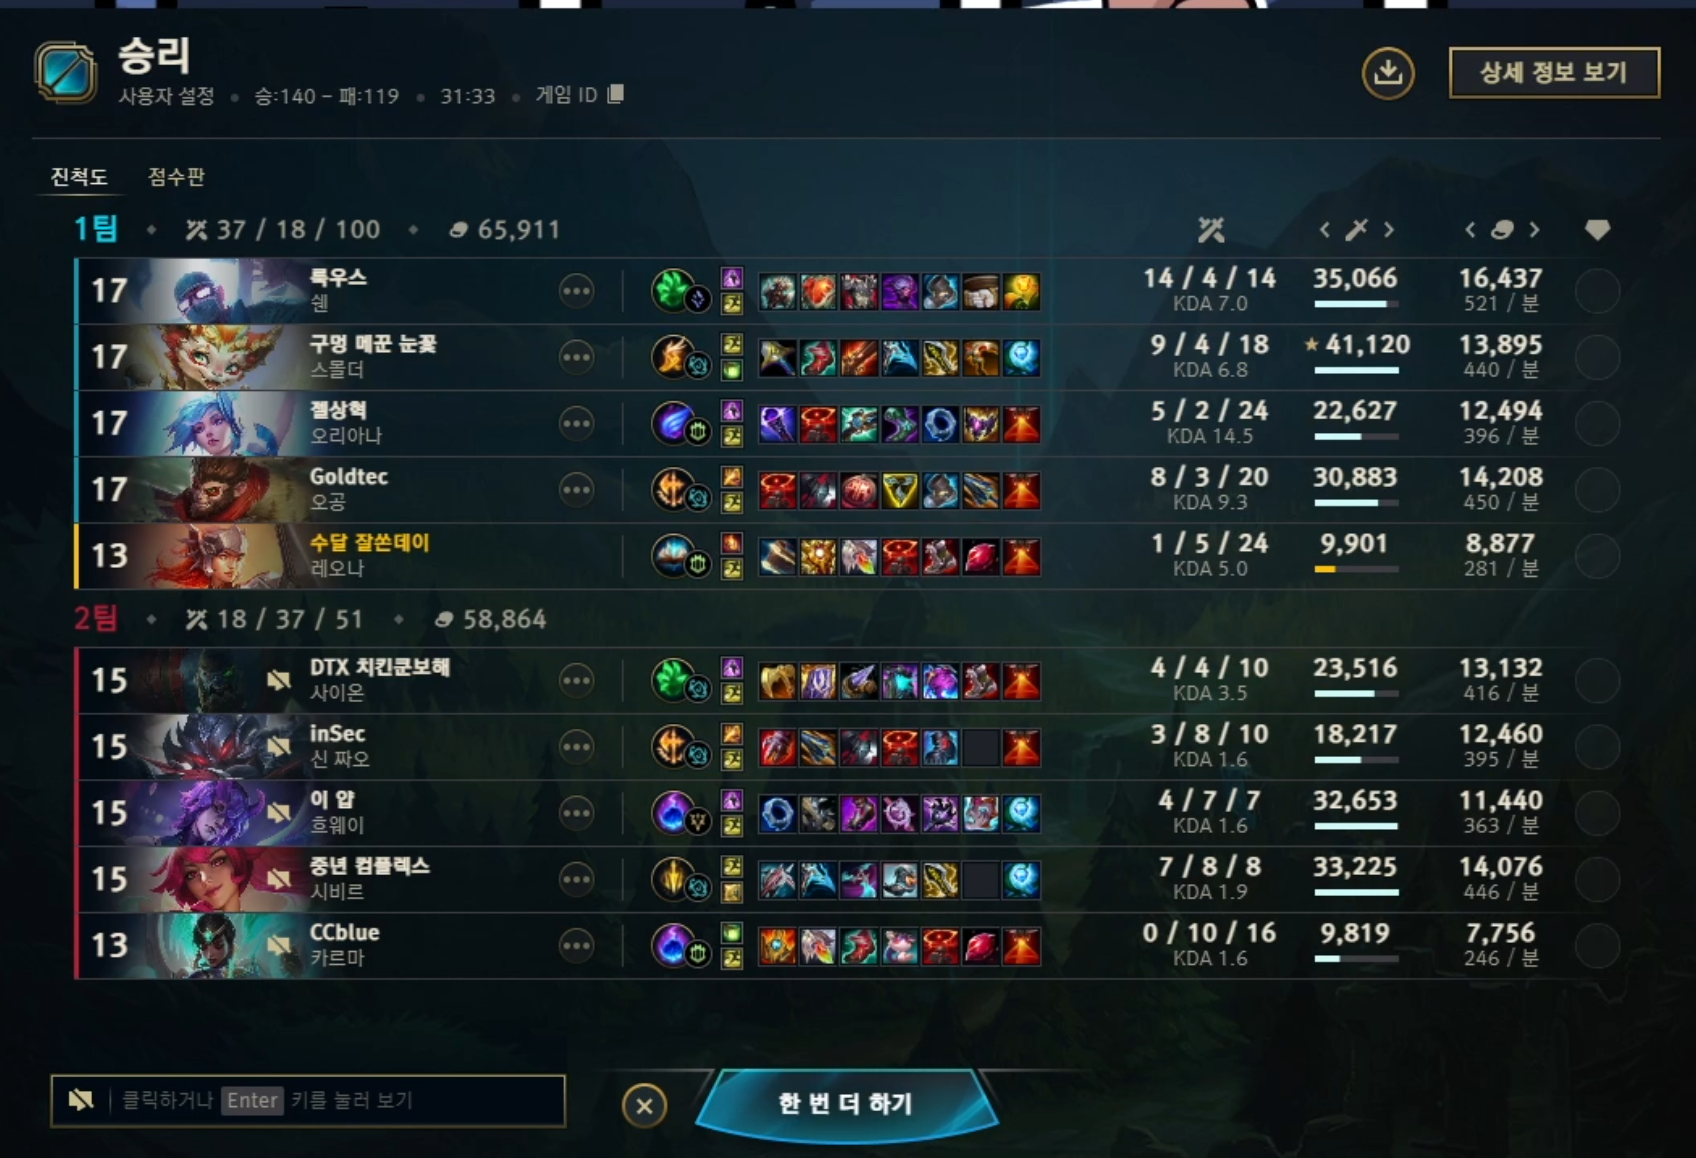 승리
사용자 설정 • 승:140 – 패:119 • 31:33 • 게임 ID
상세 정보 보기
진척도 점수판
1팀 • 37 / 18 / 100 • 65,911
17 룩우스 14 / 4 / 14 35,066 16,437
쉔 KDA 7.0 521 / 분
17 구멍 메꾼 눈꽃 9 / 4 / 18 41,120 13,895
스몰더 KDA 6.8 440 / 분
17 젤상혁 5 / 2 / 24 22,627 12,494
오리아나 KDA 14.5 396 / 분
17 Goldtec 8 / 3 / 20 30,883 14,208
오공 KDA 9.3 450 / 분
13 수달 잘쏜데이 1 / 5 / 24 9,901 8,877
레오나 KDA 5.0 281 / 분
2팀 • 18 / 37 / 51 • 58,864
15 DTX 치킨쿤보해 4 / 4 / 10 23,516 13,132
사이온 KDA 3.5 416 / 분
15 inSec 3 / 8 / 10 18,217 12,460
신 짜오 KDA 1.6 395 / 분
15 이 얍 4 / 7 / 7 32,653 11,440
흐웨이 KDA 1.6 363 / 분
15 중년 컴플렉스 7 / 8 / 8 33,225 14,076
시비르 KDA 1.9 446 / 분
13 CCblue 0 / 10 / 16 9,819 7,756
카르마 KDA 1.6 246 / 분
클릭하거나 Enter 키를 눌러 보기
한 번 더 하기